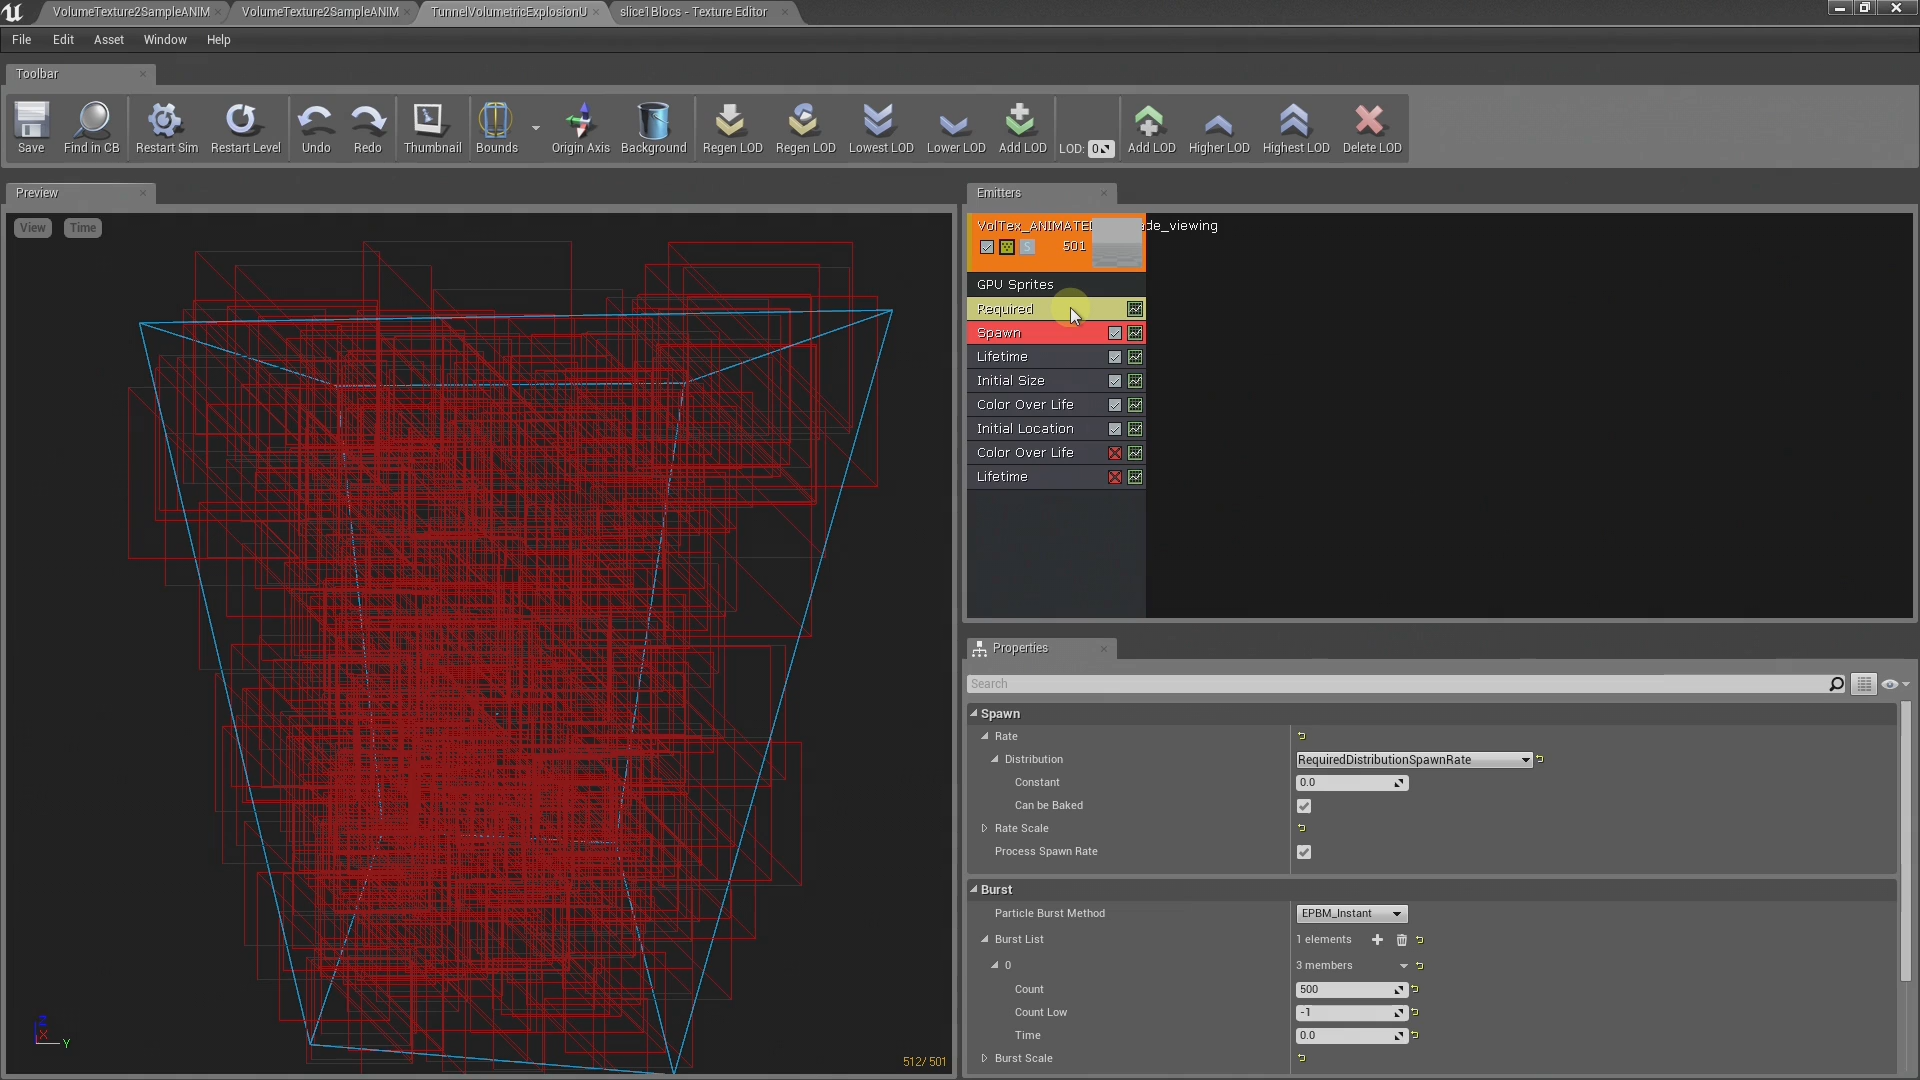 VolumeTexture2SampleANIM
VolumeTexture2SampleANIM
TunnelVolumetricExplosionU
slice1Blocs - Texture Editor
File Edit Asset Window Help
Toolbar
Save
Find in CB
Restart Sim
Restart Level
Undo
Redo
Thumbnail
Bounds
Origin Axis
Background
Regen LOD
Regen LOD
Lowest LOD
Lower LOD
Add LOD
LOD: 0
Add LOD
Higher LOD
Highest LOD
Delete LOD
Preview
View Time
Z
X
Y
512/ 501
Emitters
VolTex_ANIMATE de_viewing
S 501
GPU Sprites
Required
Spawn
Lifetime
Initial Size
Color Over Life
Initial Location
Color Over Life
Lifetime
Properties
Search
Spawn
Rate
Distribution RequiredDistributionSpawnRate
Constant 0.0
Can be Baked
Rate Scale
Process Spawn Rate
Burst
Particle Burst Method EPBM_Instant
Burst List 1 elements
0 3 members
Count 500
Count Low -1
Time 0.0
Burst Scale